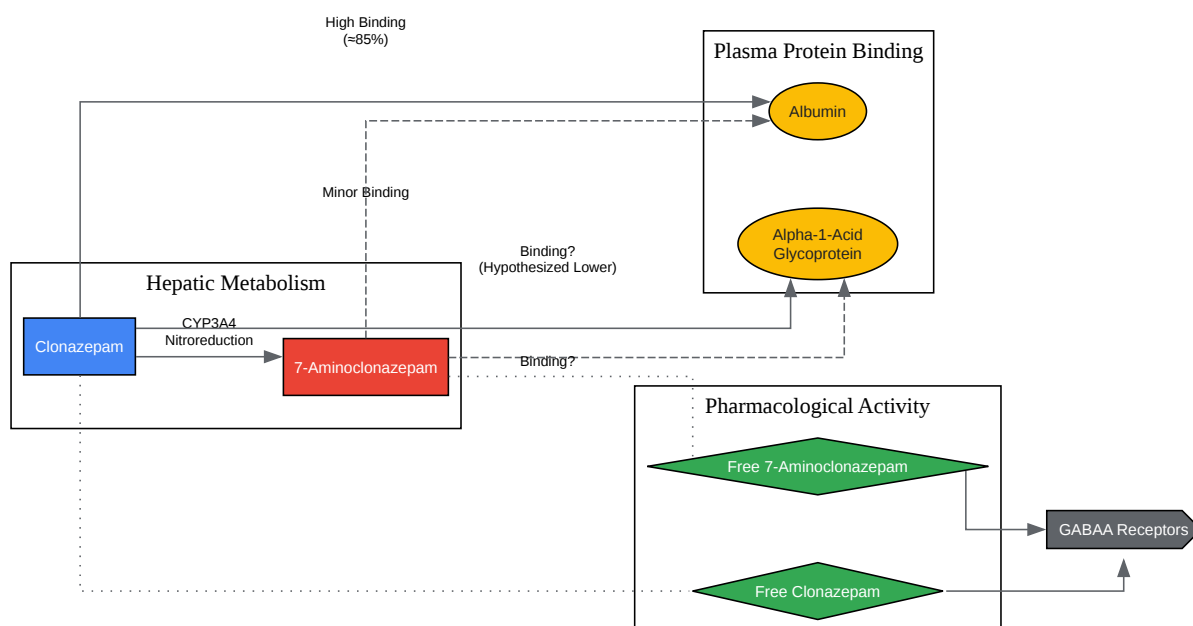 High Binding
(≈85%)
Plasma Protein Binding
Albumin
Minor Binding
Alpha-1-Acid
Glycoprotein
Binding?
(Hypothesized Lower)
Hepatic Metabolism
CYP3A4
Nitroreduction
Clonazepam
7-Aminoclonazepam
Binding?
Pharmacological Activity
Free 7-Aminoclonazepam
GABAA Receptors
Free Clonazepam